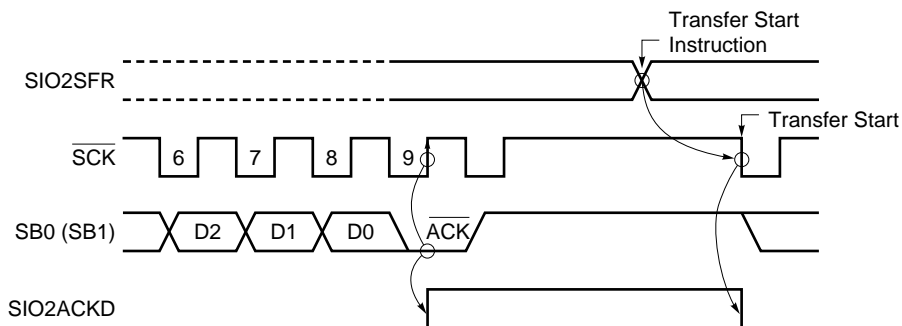 Transfer Start
Instruction
SIO2SFR
Transfer Start
SCK
6 7 8 9
SB0 (SB1)
D2 D1 D0 ACK
SIO2ACKD